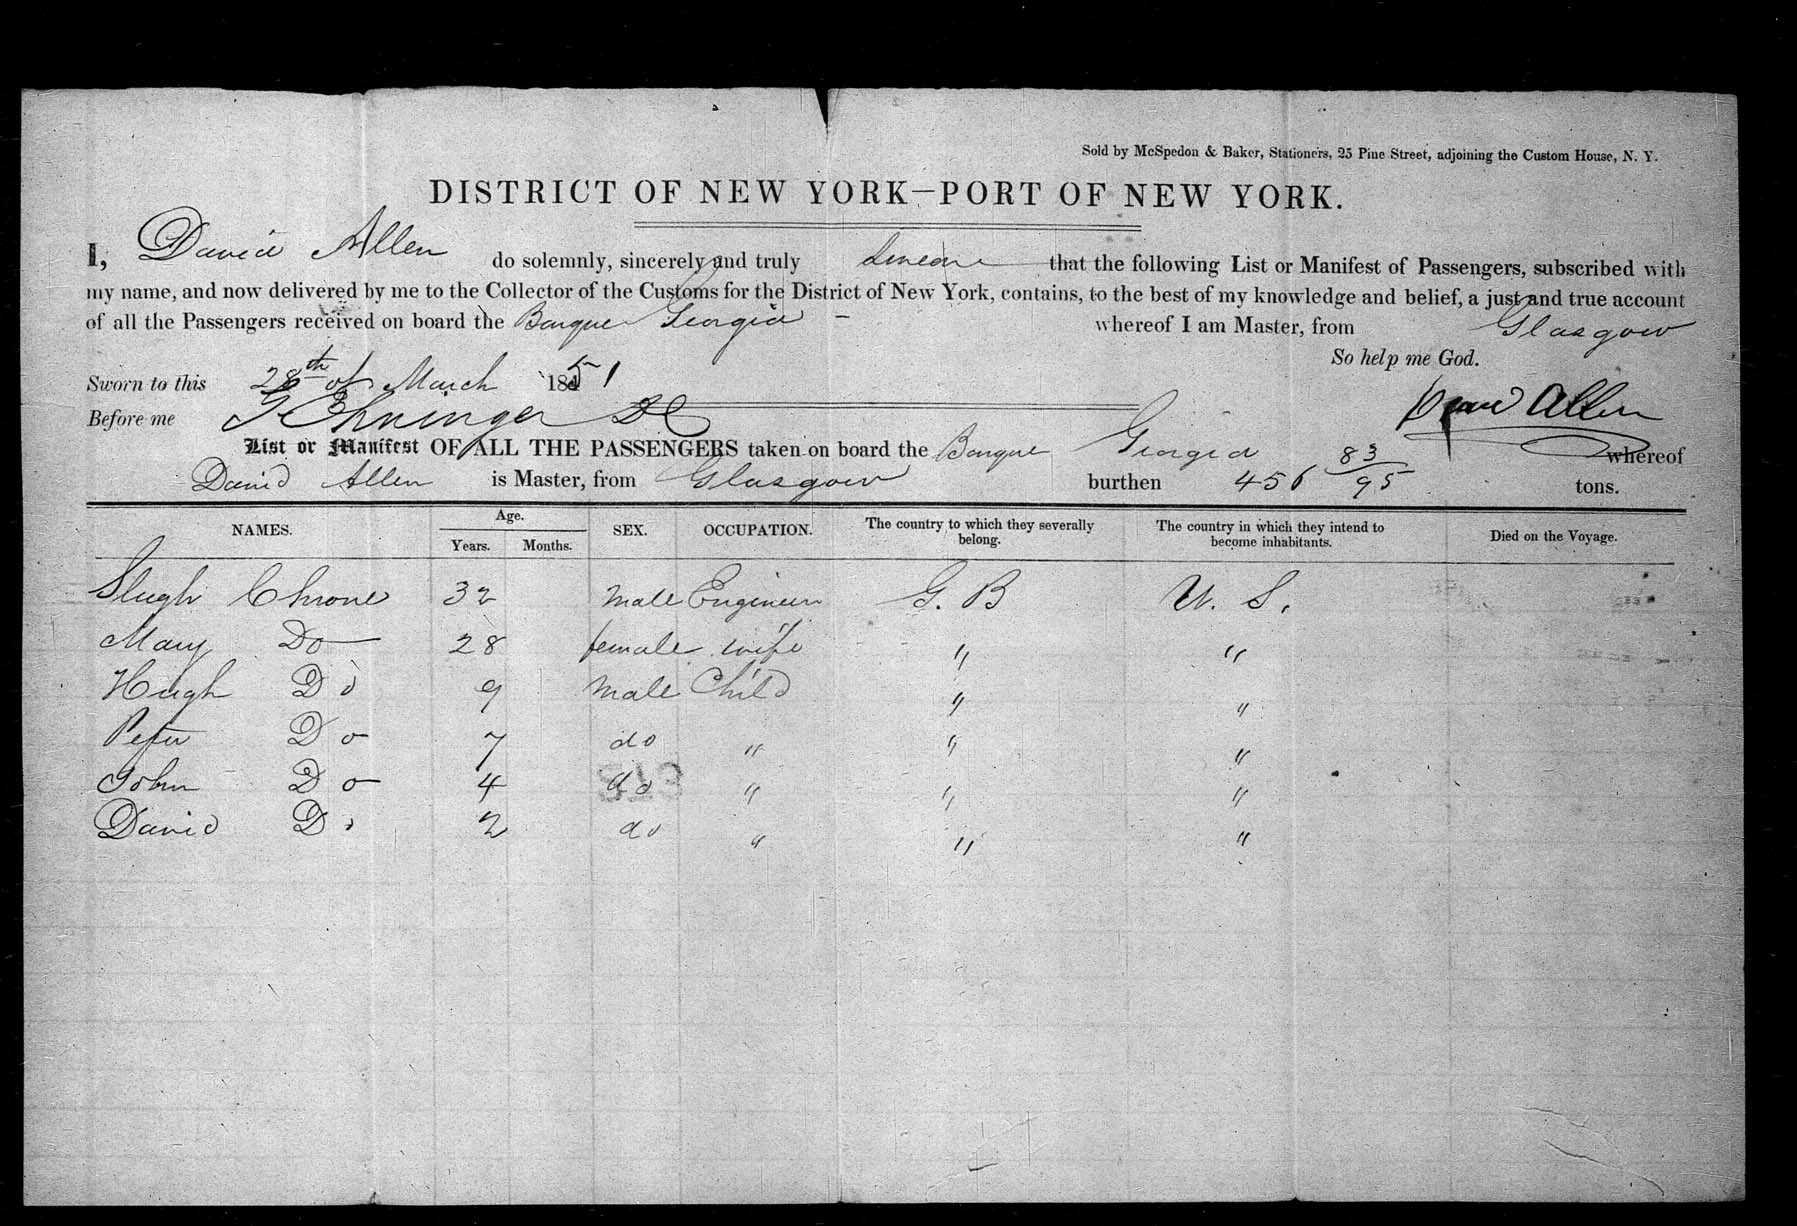 Sold by McSpedon & Baker, Stationers, 25 Pine Street, adjoining the Custom House, N. Y.
DISTRICT OF NEW YORK—PORT OF NEW YORK.
I, David Allen do solemnly, sincerely and truly swear that the following List or Manifest of Passengers, subscribed with
my name, and now delivered by me to the Collector of the Customs for the District of New York, contains, to the best of my knowledge and belief, a just and true account
of all the Passengers received on board the Barque Georgia whereof I am Master, from Glasgow
So help me God.
Sworn to this 28th of March 1851
Before me Ehninger DC David Allen
List or Manifest OF ALL THE PASSENGERS taken on board the Barque Georgia whereof
David Allen is Master, from Glasgow burthen 456 83/95 tons.
NAMES. Age. Years. Months. SEX. OCCUPATION. The country to which they severally belong. The country in which they intend to become inhabitants. Died on the Voyage.
Hugh Chrone 32 Male Engineer G. B U. S.
Mary Do 28 female wife " "
Hugh Do 9 Male Child " "
Peter Do 7 do " " "
John Do 4 do " " "
David Do 2 do " " "